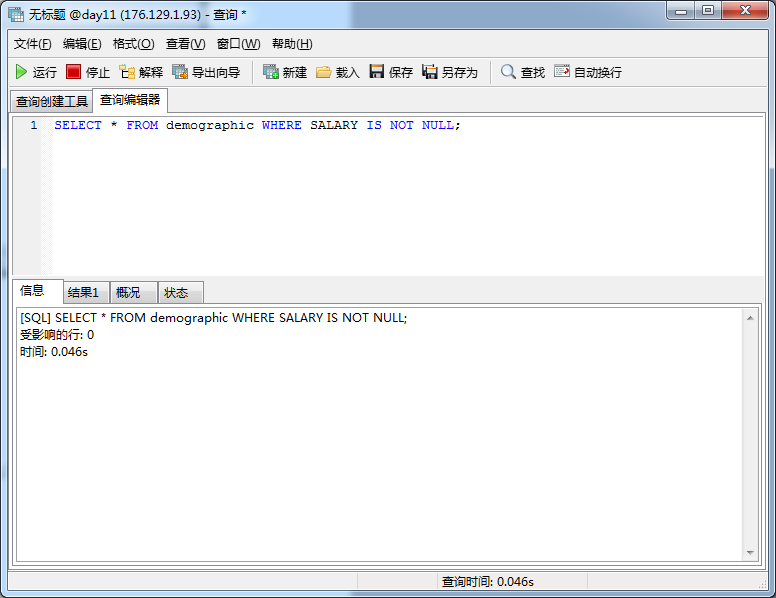 无标题 @day11 (176.129.1.93) - 查询 *
文件(F) 编辑(E) 格式(O) 查看(V) 窗口(W) 帮助(H)
运行 停止 解释 导出向导 新建 载入 保存 另存为 查找 自动换行
查询创建工具 查询编辑器
1 SELECT * FROM demographic WHERE SALARY IS NOT NULL;
信息 结果1 概况 状态
[SQL] SELECT * FROM demographic WHERE SALARY IS NOT NULL;
受影响的行: 0
时间: 0.046s
查询时间: 0.046s